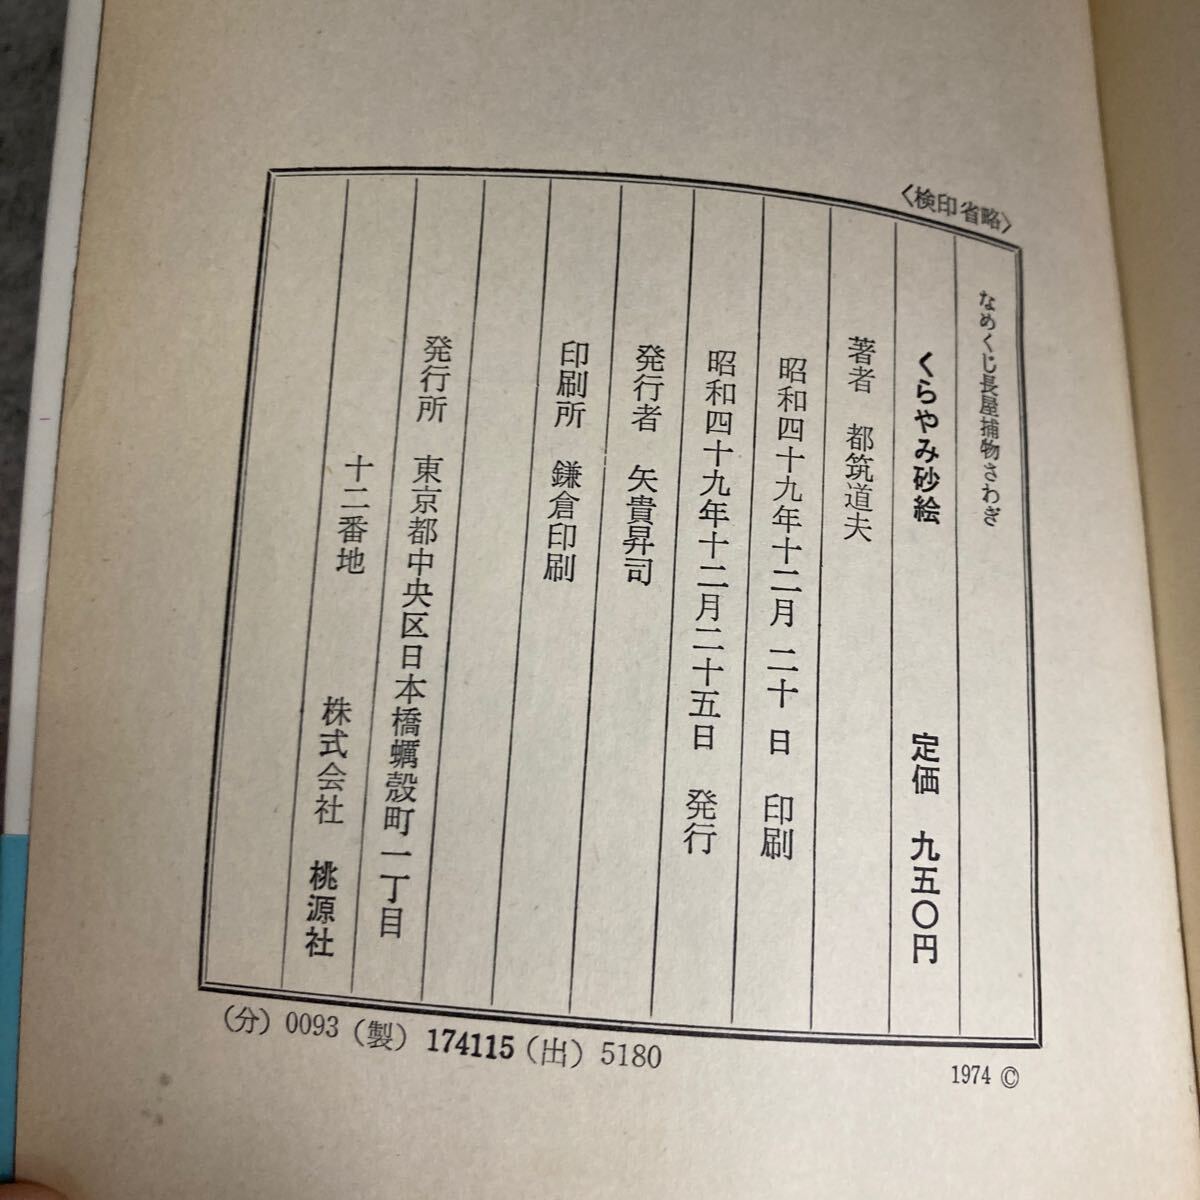 〈検印省略〉
なめくじ長屋捕物さわぎ
くらやみ砂絵 定価 九五〇円
著者 都筑道夫
昭和四十九年十二月 二十 日 印刷
昭和四十九年十二月二十五日 発行
発行者 矢貴昇司
印刷所 鎌倉印刷
発行所 東京都中央区日本橋蠣殻町一丁目
十二番地 株式会社 桃源社
(分) 0093 (製) 174115 (出) 5180
1974 ©